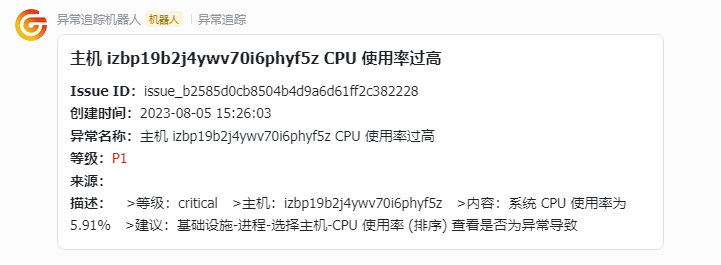 异常追踪机器人 机器人 异常追踪
主机 izbp19b2j4ywv70i6phyf5z CPU 使用率过高
Issue ID：issue_b2585d0cb8504b4d9a6d61ff2c382228
创建时间：2023-08-05 15:26:03
异常名称：主机 izbp19b2j4ywv70i6phyf5z CPU 使用率过高
等级：P1
来源：
描述： >等级：critical >主机：izbp19b2j4ywv70i6phyf5z >内容：系统 CPU 使用率为
5.91% >建议：基础设施-进程-选择主机-CPU 使用率 (排序) 查看是否为异常导致